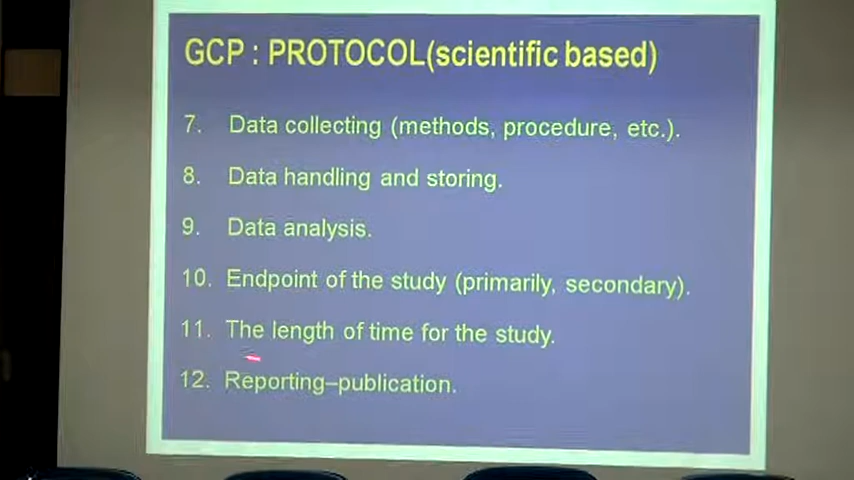 GCP : PROTOCOL(scientific based)
7. Data collecting (methods, procedure, etc.).
8. Data handling and storing.
9. Data analysis.
10. Endpoint of the study (primarily, secondary).
11. The length of time for the study.
12. Reporting–publication.